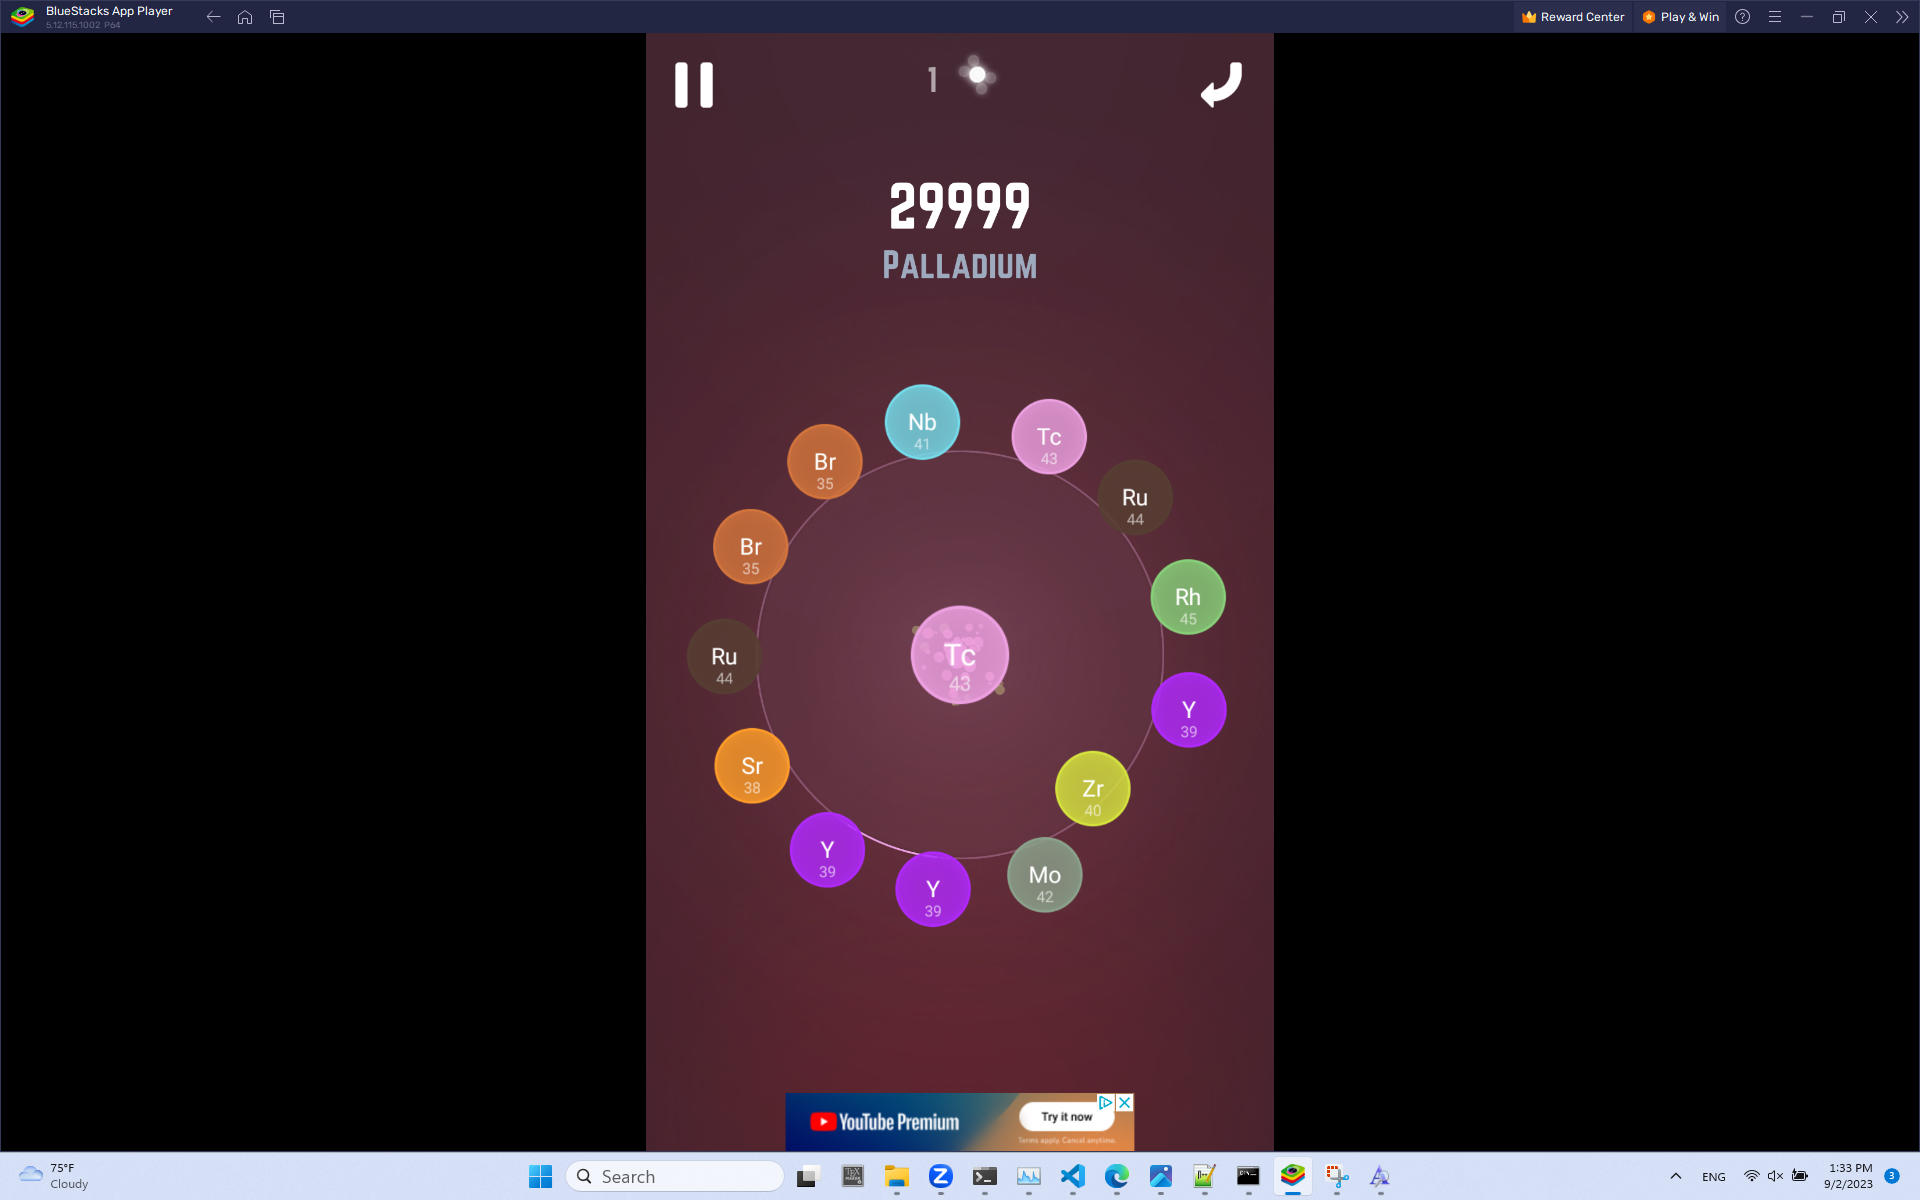 BlueStacks App Player
5.12.115.1002 P64
Reward Center
Play & Win
1
29999
PALLADIUM
Nb
41
Tc
43
Br
35
Ru
44
Br
35
Rh
45
Ru
44
Tc
43
Y
39
Sr
38
Zr
40
Y
39
Y
39
Mo
42
YouTube Premium
Try it now
Terms apply. Cancel anytime.
75°F
Cloudy
Search
ENG
1:33 PM
9/2/2023
3